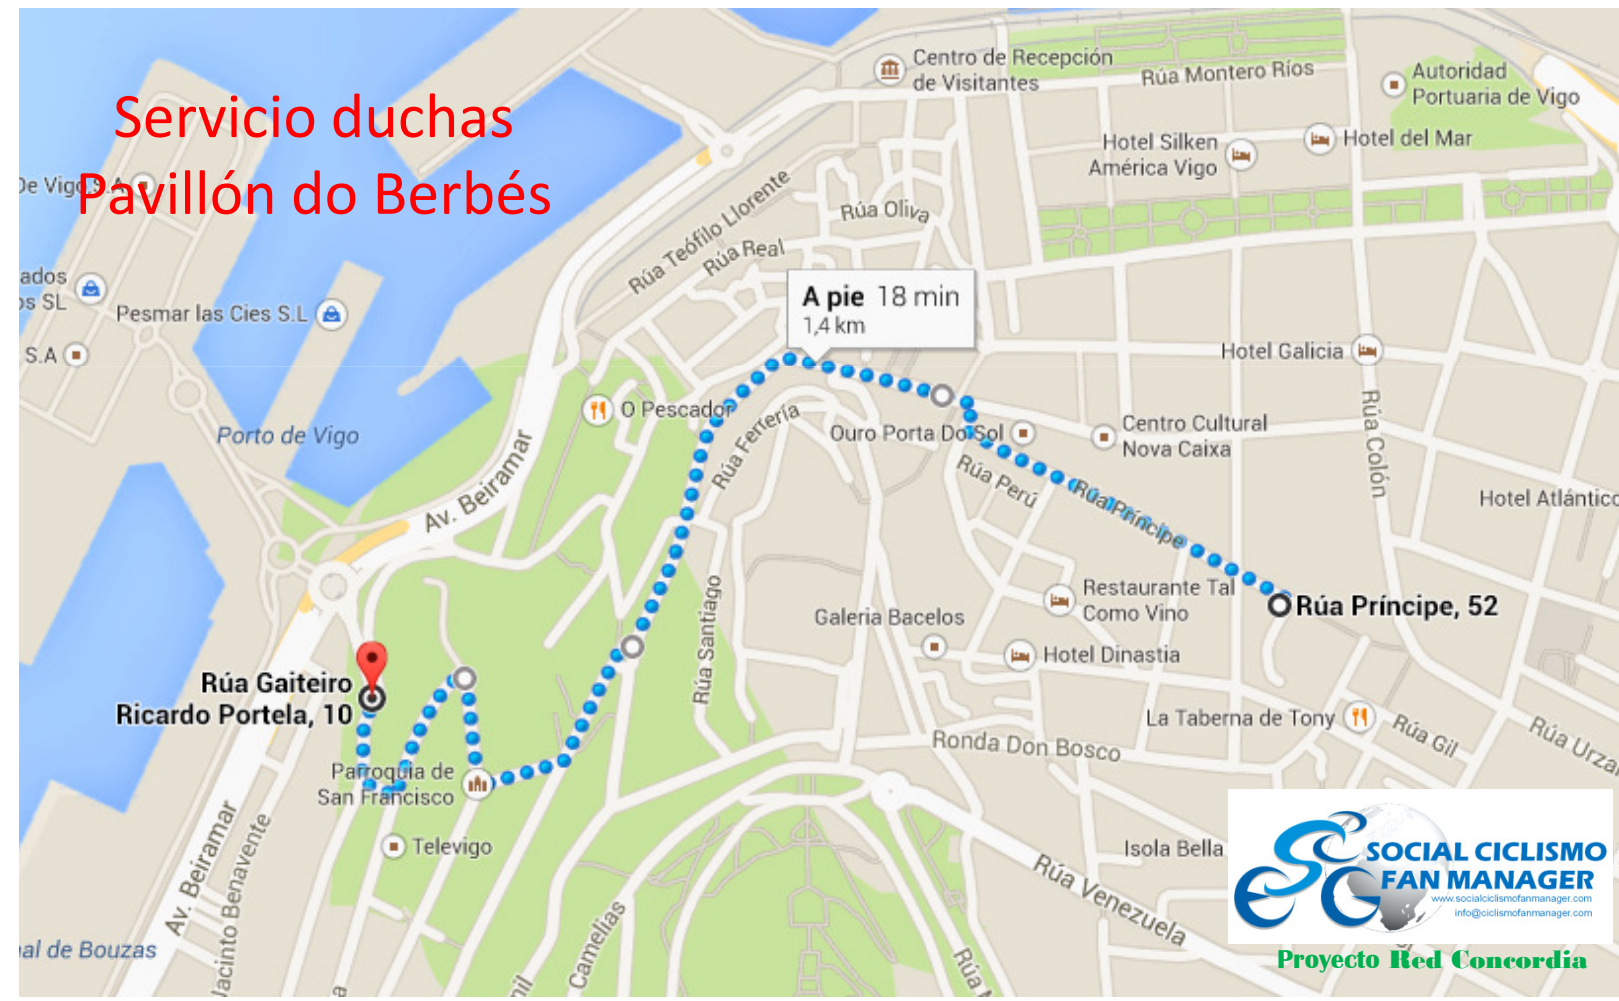 Servicio duchas
Pavillón do Berbés
Centro de Recepción
de Visitantes
Rúa Montero Ríos
Autoridad
Portuaria de Vigo
Hotel Silken
América Vigo
Hotel del Mar
De Vigo S.A
Rúa Teófilo Llorente
Rúa Real
Rúa Oliva
ados
os SL
Pesmar las Cies S.L
S.A
A pie 18 min
1,4 km
Hotel Galicia
Porto de Vigo
O Pescador
Rúa Ferrería
Ouro Porta Do Sol
Centro Cultural
Nova Caixa
Rúa Colón
Av. Beiramar
Rúa Perú
Rúa Príncipe
Hotel Atlántico
Restaurante Tal
Como Vino
Rúa Príncipe, 52
Galeria Bacelos
Hotel Dinastia
Rúa Santiago
Rúa Gaiteiro
Ricardo Portela, 10
La Taberna de Tony
Rúa Gil
Rúa Urza
Ronda Don Bosco
Parroquia de
San Francisco
Televigo
Av. Beiramar
Jacinto Benavente
Isola Bella
Rúa Venezuela
Camelias
Rúa
nal de Bouzas
SOCIAL CICLISMO
FAN MANAGER
www.socialciclismofanmanager.com
info@ciclismofanmanager.com
Proyecto Red Concordia